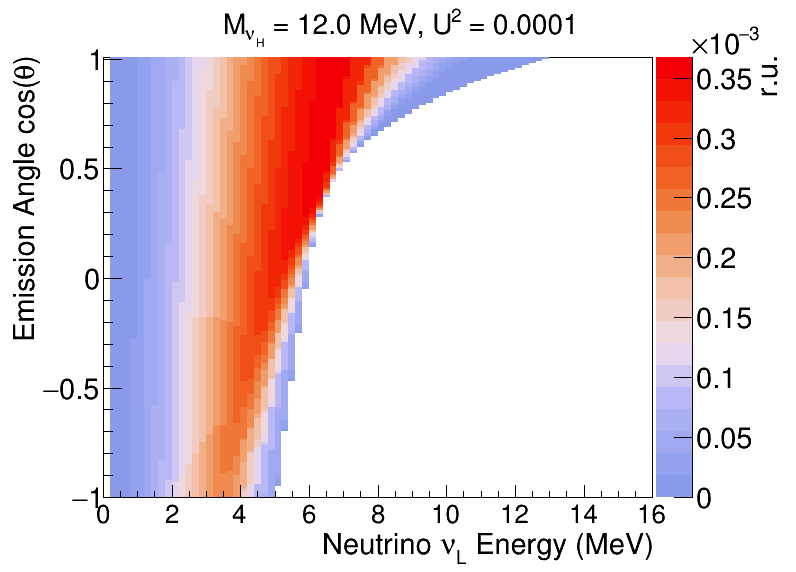 M_{ν_H} = 12.0 MeV, U² = 0.0001
×10⁻³
r.u.
Emission Angle cos(θ)
1
0.5
0
−0.5
−1
0 2 4 6 8 10 12 14 16
Neutrino ν_L Energy (MeV)
0.35
0.3
0.25
0.2
0.15
0.1
0.05
0